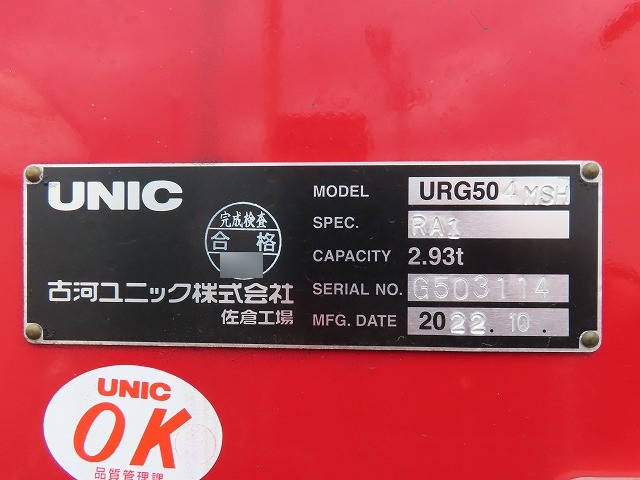 UNIC
完成検査
合格
古河ユニック株式会社
佐倉工場
MODEL URG504MSH
SPEC. RA1
CAPACITY 2.93t
SERIAL NO. G503114
MFG. DATE 2022.10.
UNIC
OK
品質管理課